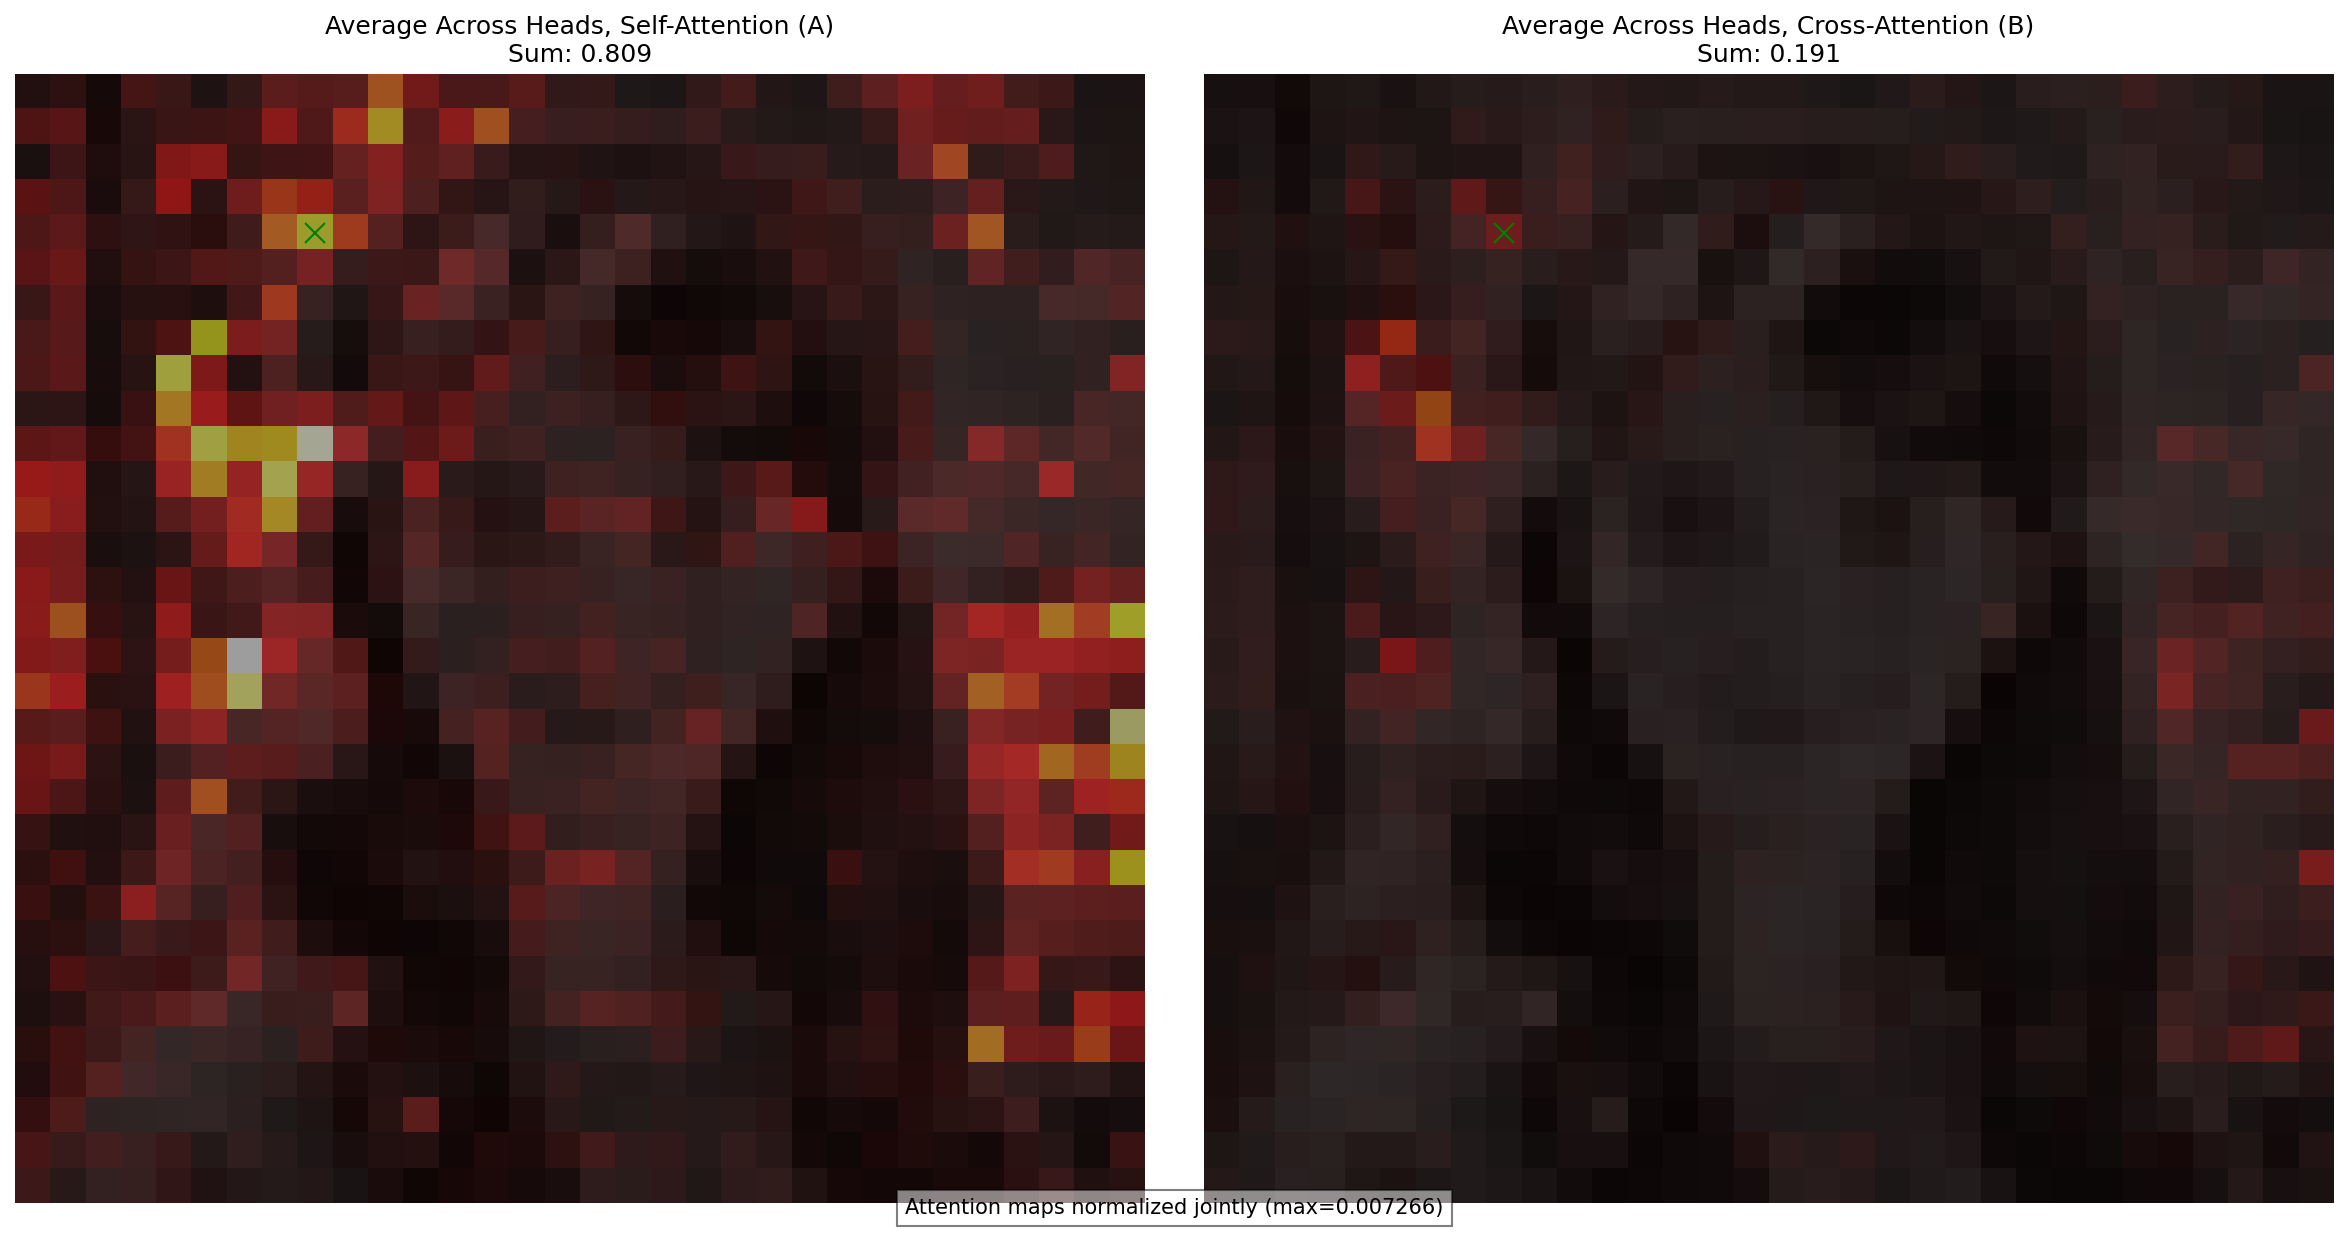 Average Across Heads, Self-Attention (A)
Sum: 0.809
Average Across Heads, Cross-Attention (B)
Sum: 0.191
Attention maps normalized jointly (max=0.007266)